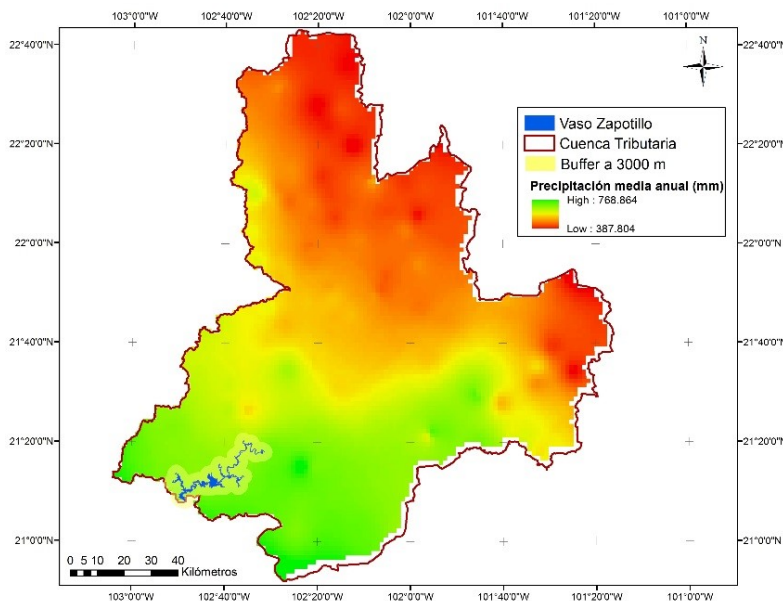 103°0'0"W 102°40'0"W 102°20'0"W 102°0'0"W 101°40'0"W 101°20'0"W 101°0'0"W
22°40'0"N
22°40'0"N
N
Vaso Zapotillo
Cuenca Tributaria
Buffer a 3000 m
Precipitación media anual (mm)
High : 768.864
Low : 387.804
22°20'0"N
22°20'0"N
22°0'0"N
22°0'0"N
21°40'0"N
21°40'0"N
21°20'0"N
21°20'0"N
21°0'0"N
21°0'0"N
0 5 10 20 30 40
Kilómetros
103°0'0"W 102°40'0"W 102°20'0"W 102°0'0"W 101°40'0"W 101°20'0"W 101°0'0"W